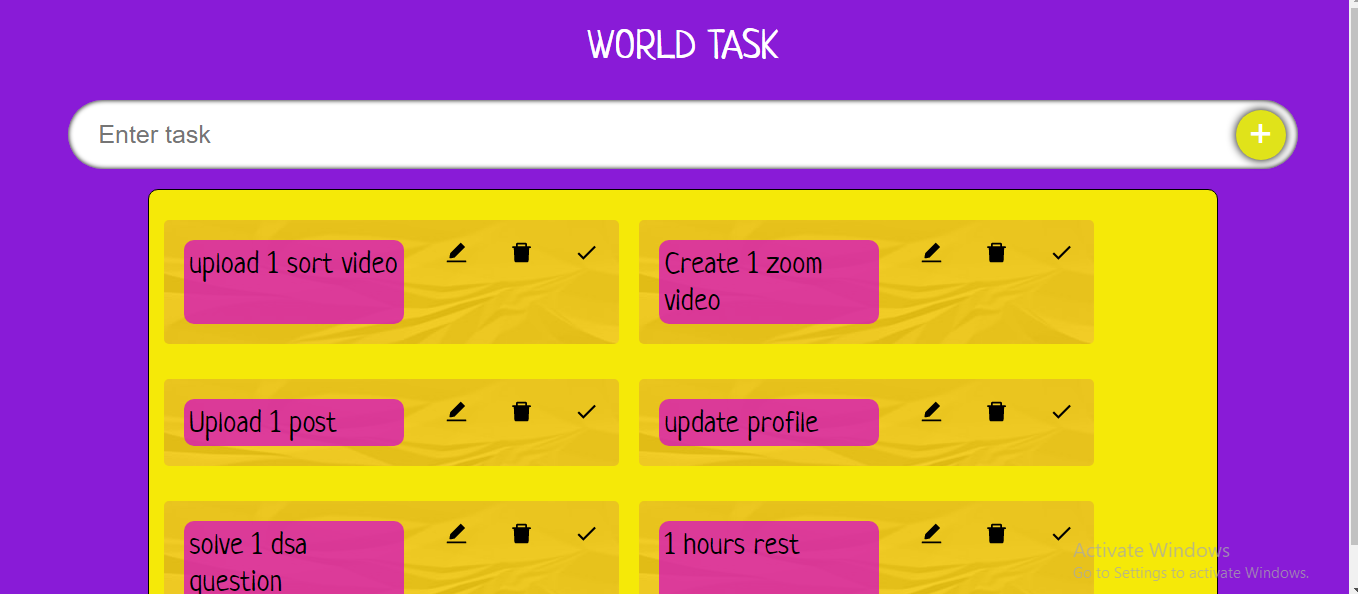 WORLD TASK
Enter task
upload 1 sort video
Create 1 zoom
video
Upload 1 post
update profile
solve 1 dsa
question
1 hours rest
Activate Windows
Go to Settings to activate Windows.